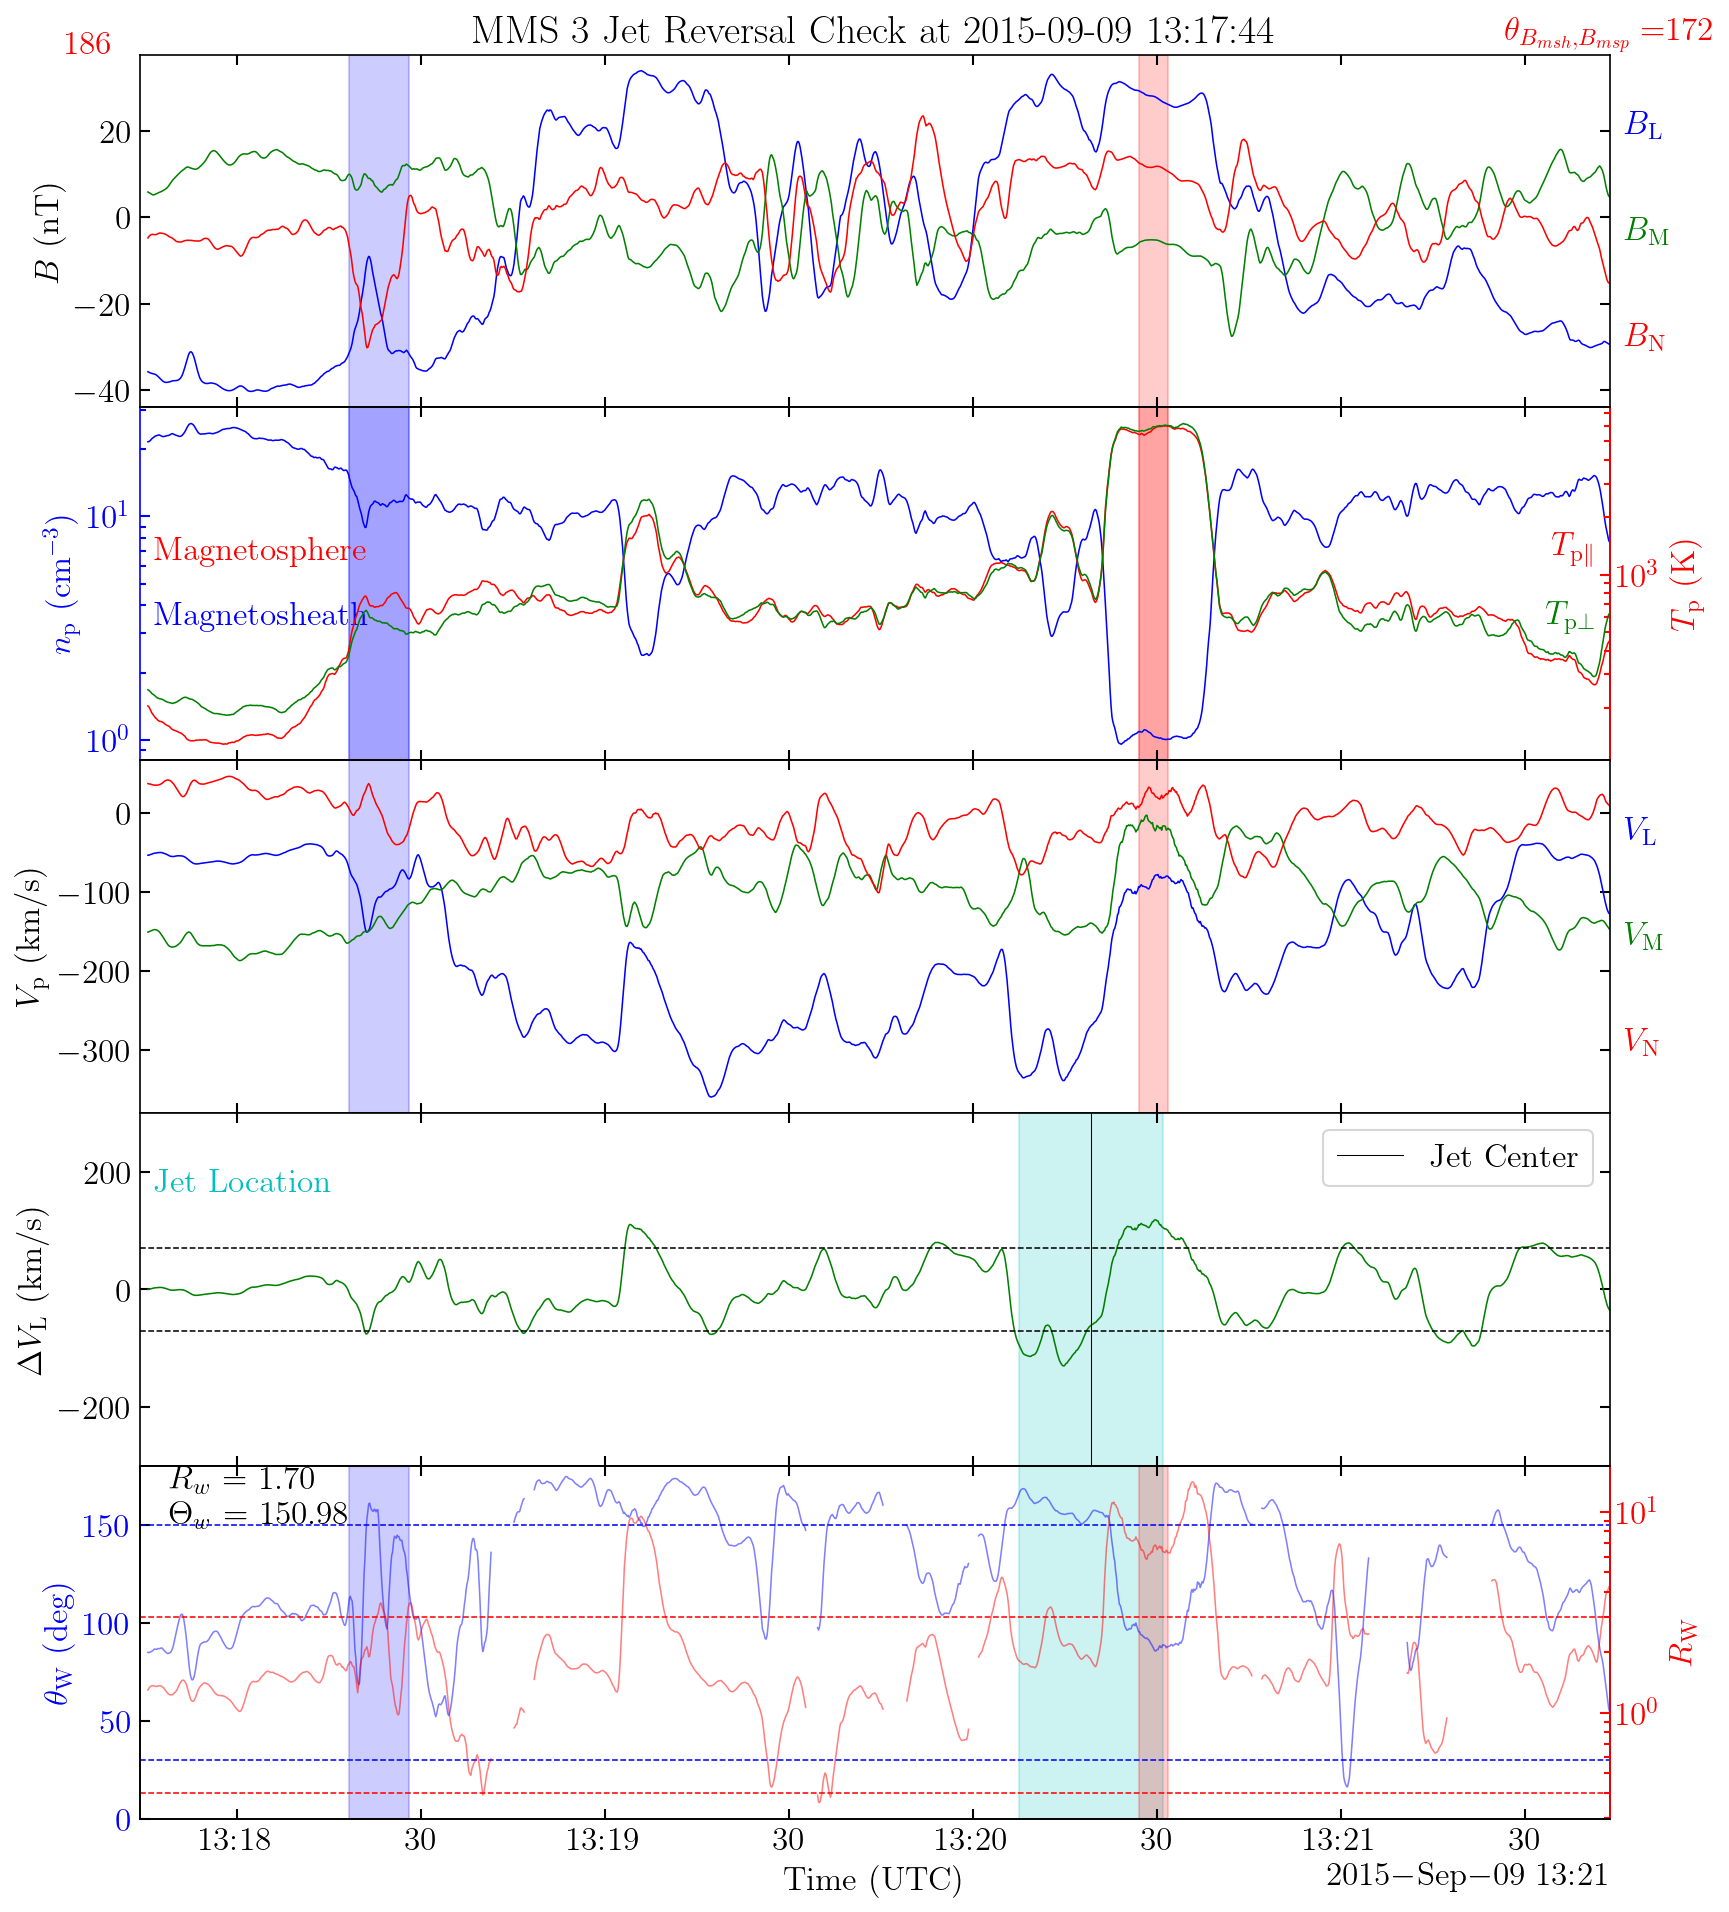 MMS 3 Jet Reversal Check at 2015-09-09 13:17:44
186
θ_{B_{msh},B_{msp}} =172
20
0
−20
−40
B (nT)
B_L
B_M
B_N
10^1
10^0
n_p (cm^{−3})
Magnetosphere
Magnetosheath
T_{p∥}
T_{p⊥}
10^3
T_p (K)
0
−100
−200
−300
V_p (km/s)
V_L
V_M
V_N
200
0
−200
ΔV_L (km/s)
Jet Location
Jet Center
R_w = 1.70
Θ_w = 150.98
150
100
50
0
θ_W (deg)
10^1
10^0
R_W
13:18
30
13:19
30
13:20
30
13:21
30
Time (UTC)
2015−Sep−09 13:21